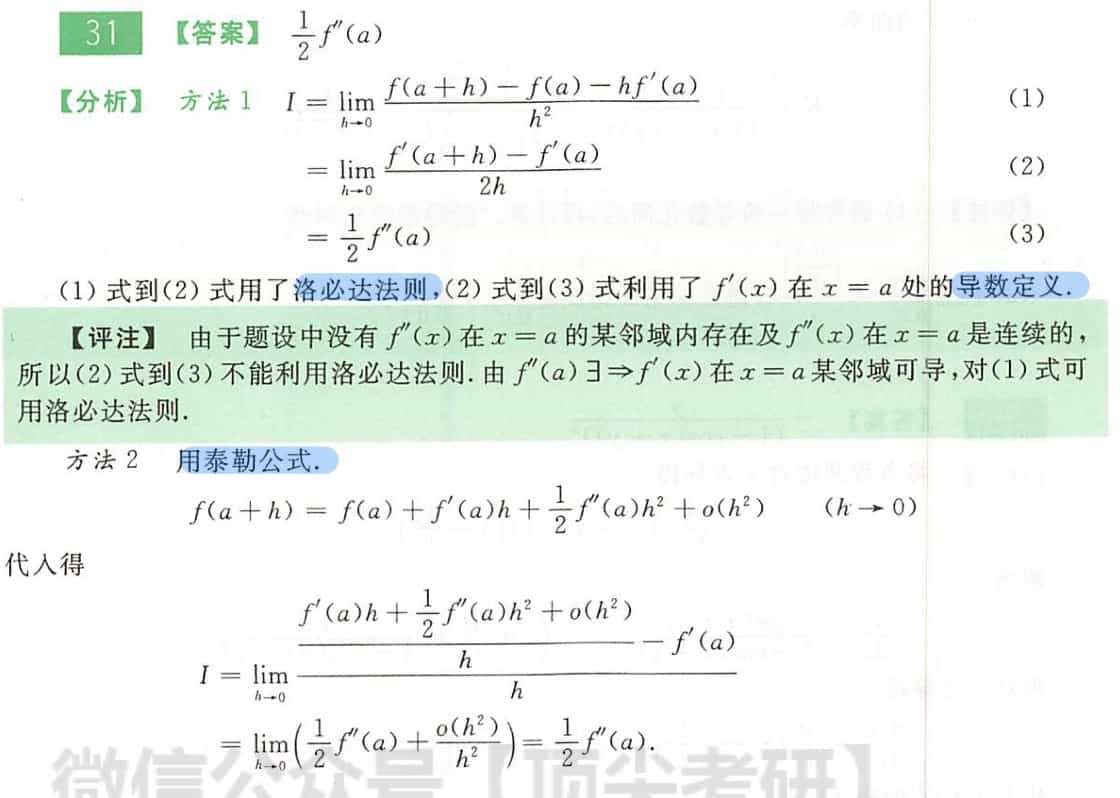 31 【答案】 $\frac{1}{2}f''(a)$
【分析】 方法1 $I=\lim\limits_{h\to 0}\frac{f(a+h)-f(a)-hf'(a)}{h^2}$ (1)
$=\lim\limits_{h\to 0}\frac{f'(a+h)-f'(a)}{2h}$ (2)
$=\frac{1}{2}f''(a)$ (3)
(1)式到(2)式用了洛必达法则,(2)式到(3)式利用了 $f'(x)$ 在 $x=a$ 处的导数定义.
【评注】 由于题设中没有 $f''(x)$ 在 $x=a$ 的某邻域内存在及 $f''(x)$ 在 $x=a$ 是连续的,
所以(2)式到(3)不能利用洛必达法则.由 $f''(a)\exists\Rightarrow f'(x)$ 在 $x=a$ 某邻域可导,对(1)式可
用洛必达法则.
方法2 用泰勒公式.
$f(a+h)=f(a)+f'(a)h+\frac{1}{2}f''(a)h^2+o(h^2)$ $(h\to 0)$
代入得
$I=\lim\limits_{h\to 0}\frac{\frac{f'(a)h+\frac{1}{2}f''(a)h^2+o(h^2)}{h}-f'(a)}{h}$
$=\lim\limits_{h\to 0}\left(\frac{1}{2}f''(a)+\frac{o(h^2)}{h^2}\right)=\frac{1}{2}f''(a).$
微信公众号【顶尖考研】